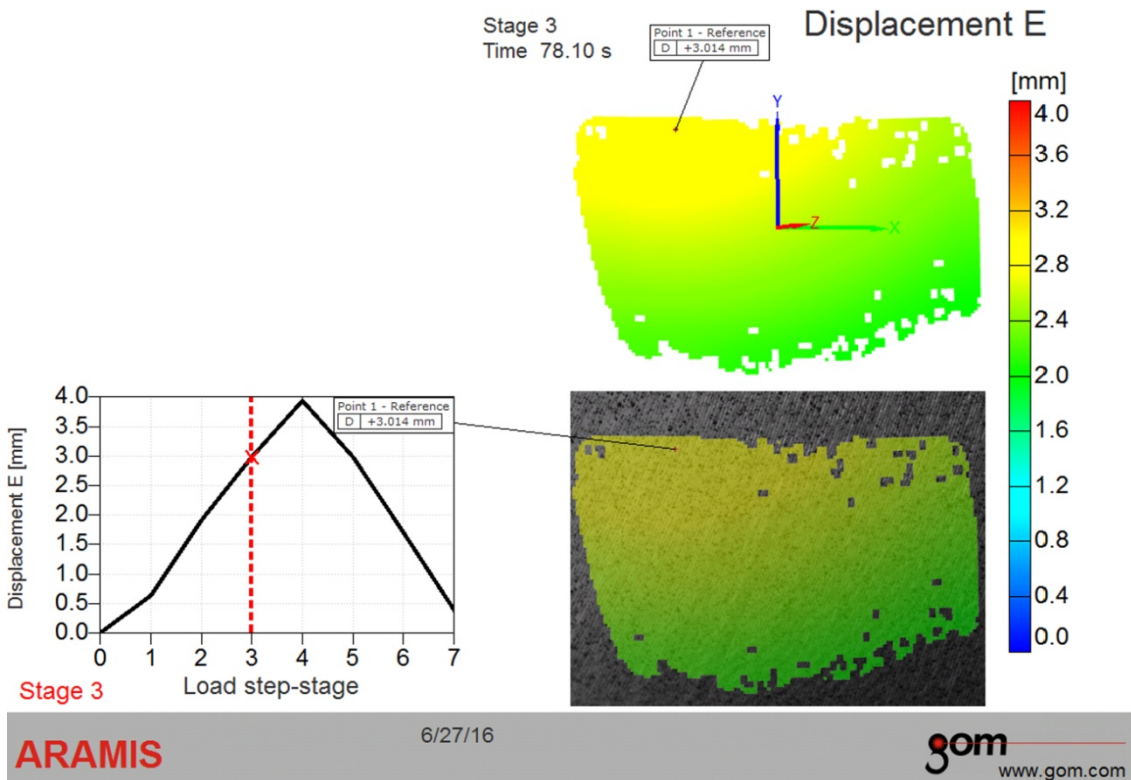 Stage 3
Time 78.10 s
Point 1 - Reference
D +3.014 mm
Displacement E
[mm]
4.0
3.6
3.2
2.8
2.4
2.0
1.6
1.2
0.8
0.4
0.0
Y
Z
X
Displacement E [mm]
4.0
3.5
3.0
2.5
2.0
1.5
1.0
0.5
0.0
0 1 2 3 4 5 6 7
Load step-stage
Point 1 - Reference
D +3.014 mm
Stage 3
ARAMIS
6/27/16
gom
www.gom.com